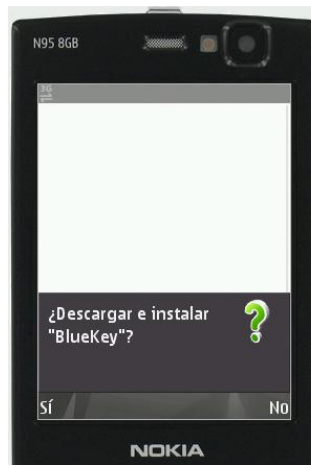 N95 8GB
3G
¿Descargar e instalar
"BlueKey"?
Sí No
NOKIA